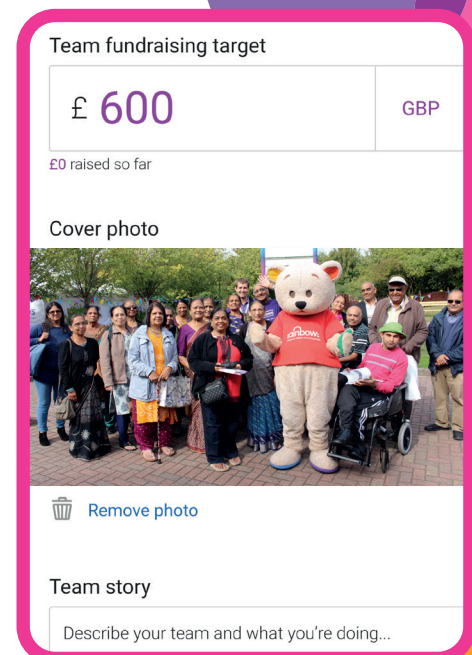 Team fundraising target
£ 600 GBP
£0 raised so far
Cover photo
rainbows
Remove photo
Team story
Describe your team and what you're doing...